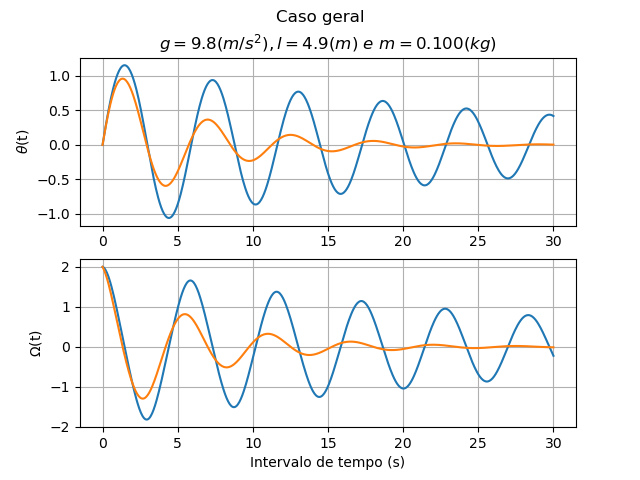 Caso geral
g = 9.8(m/s²), l = 4.9(m) e m = 0.100(kg)
1.0
0.5
0.0
−0.5
−1.0
θ(t)
0 5 10 15 20 25 30
2
1
0
−1
−2
Ω(t)
0 5 10 15 20 25 30
Intervalo de tempo (s)